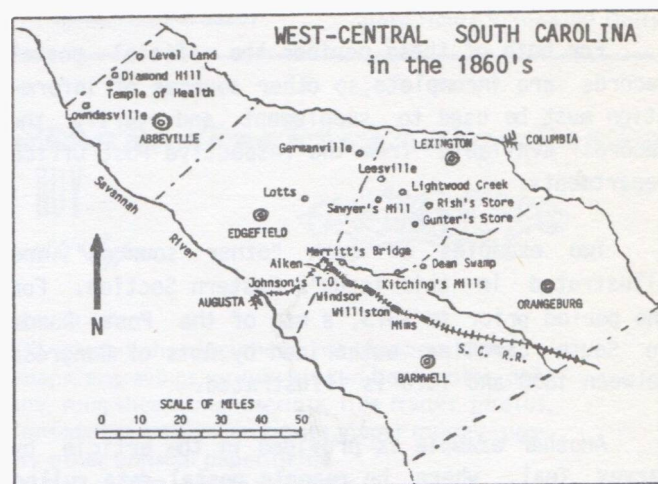 WEST-CENTRAL SOUTH CAROLINA
in the 1860's
Level Land
Diamond Hill
Temple of Health
Lowndesville
ABBEVILLE
Germanville
LEXINGTON
COLUMBIA
Leesville
Lightwood Creek
Lotts
Sawyer's Mill
Rish's Store
Gunter's Store
EDGEFIELD
Savannah
River
Merritt's Bridge
Aiken
Dean Swamp
Johnson's T.O.
Kitching's Mills
ORANGEBURG
AUGUSTA
Windsor
Williston
Mims
S. C. R.R.
BARNWELL
N
SCALE OF MILES
0 10 20 30 40 50